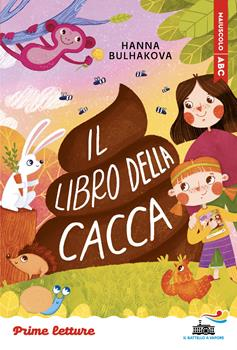 HANNA
BULHAKOVA
MAIUSCOLO
ABC
IL
LIBRO DELLA
CACCA
Prime letture
IL BATTELLO A VAPORE